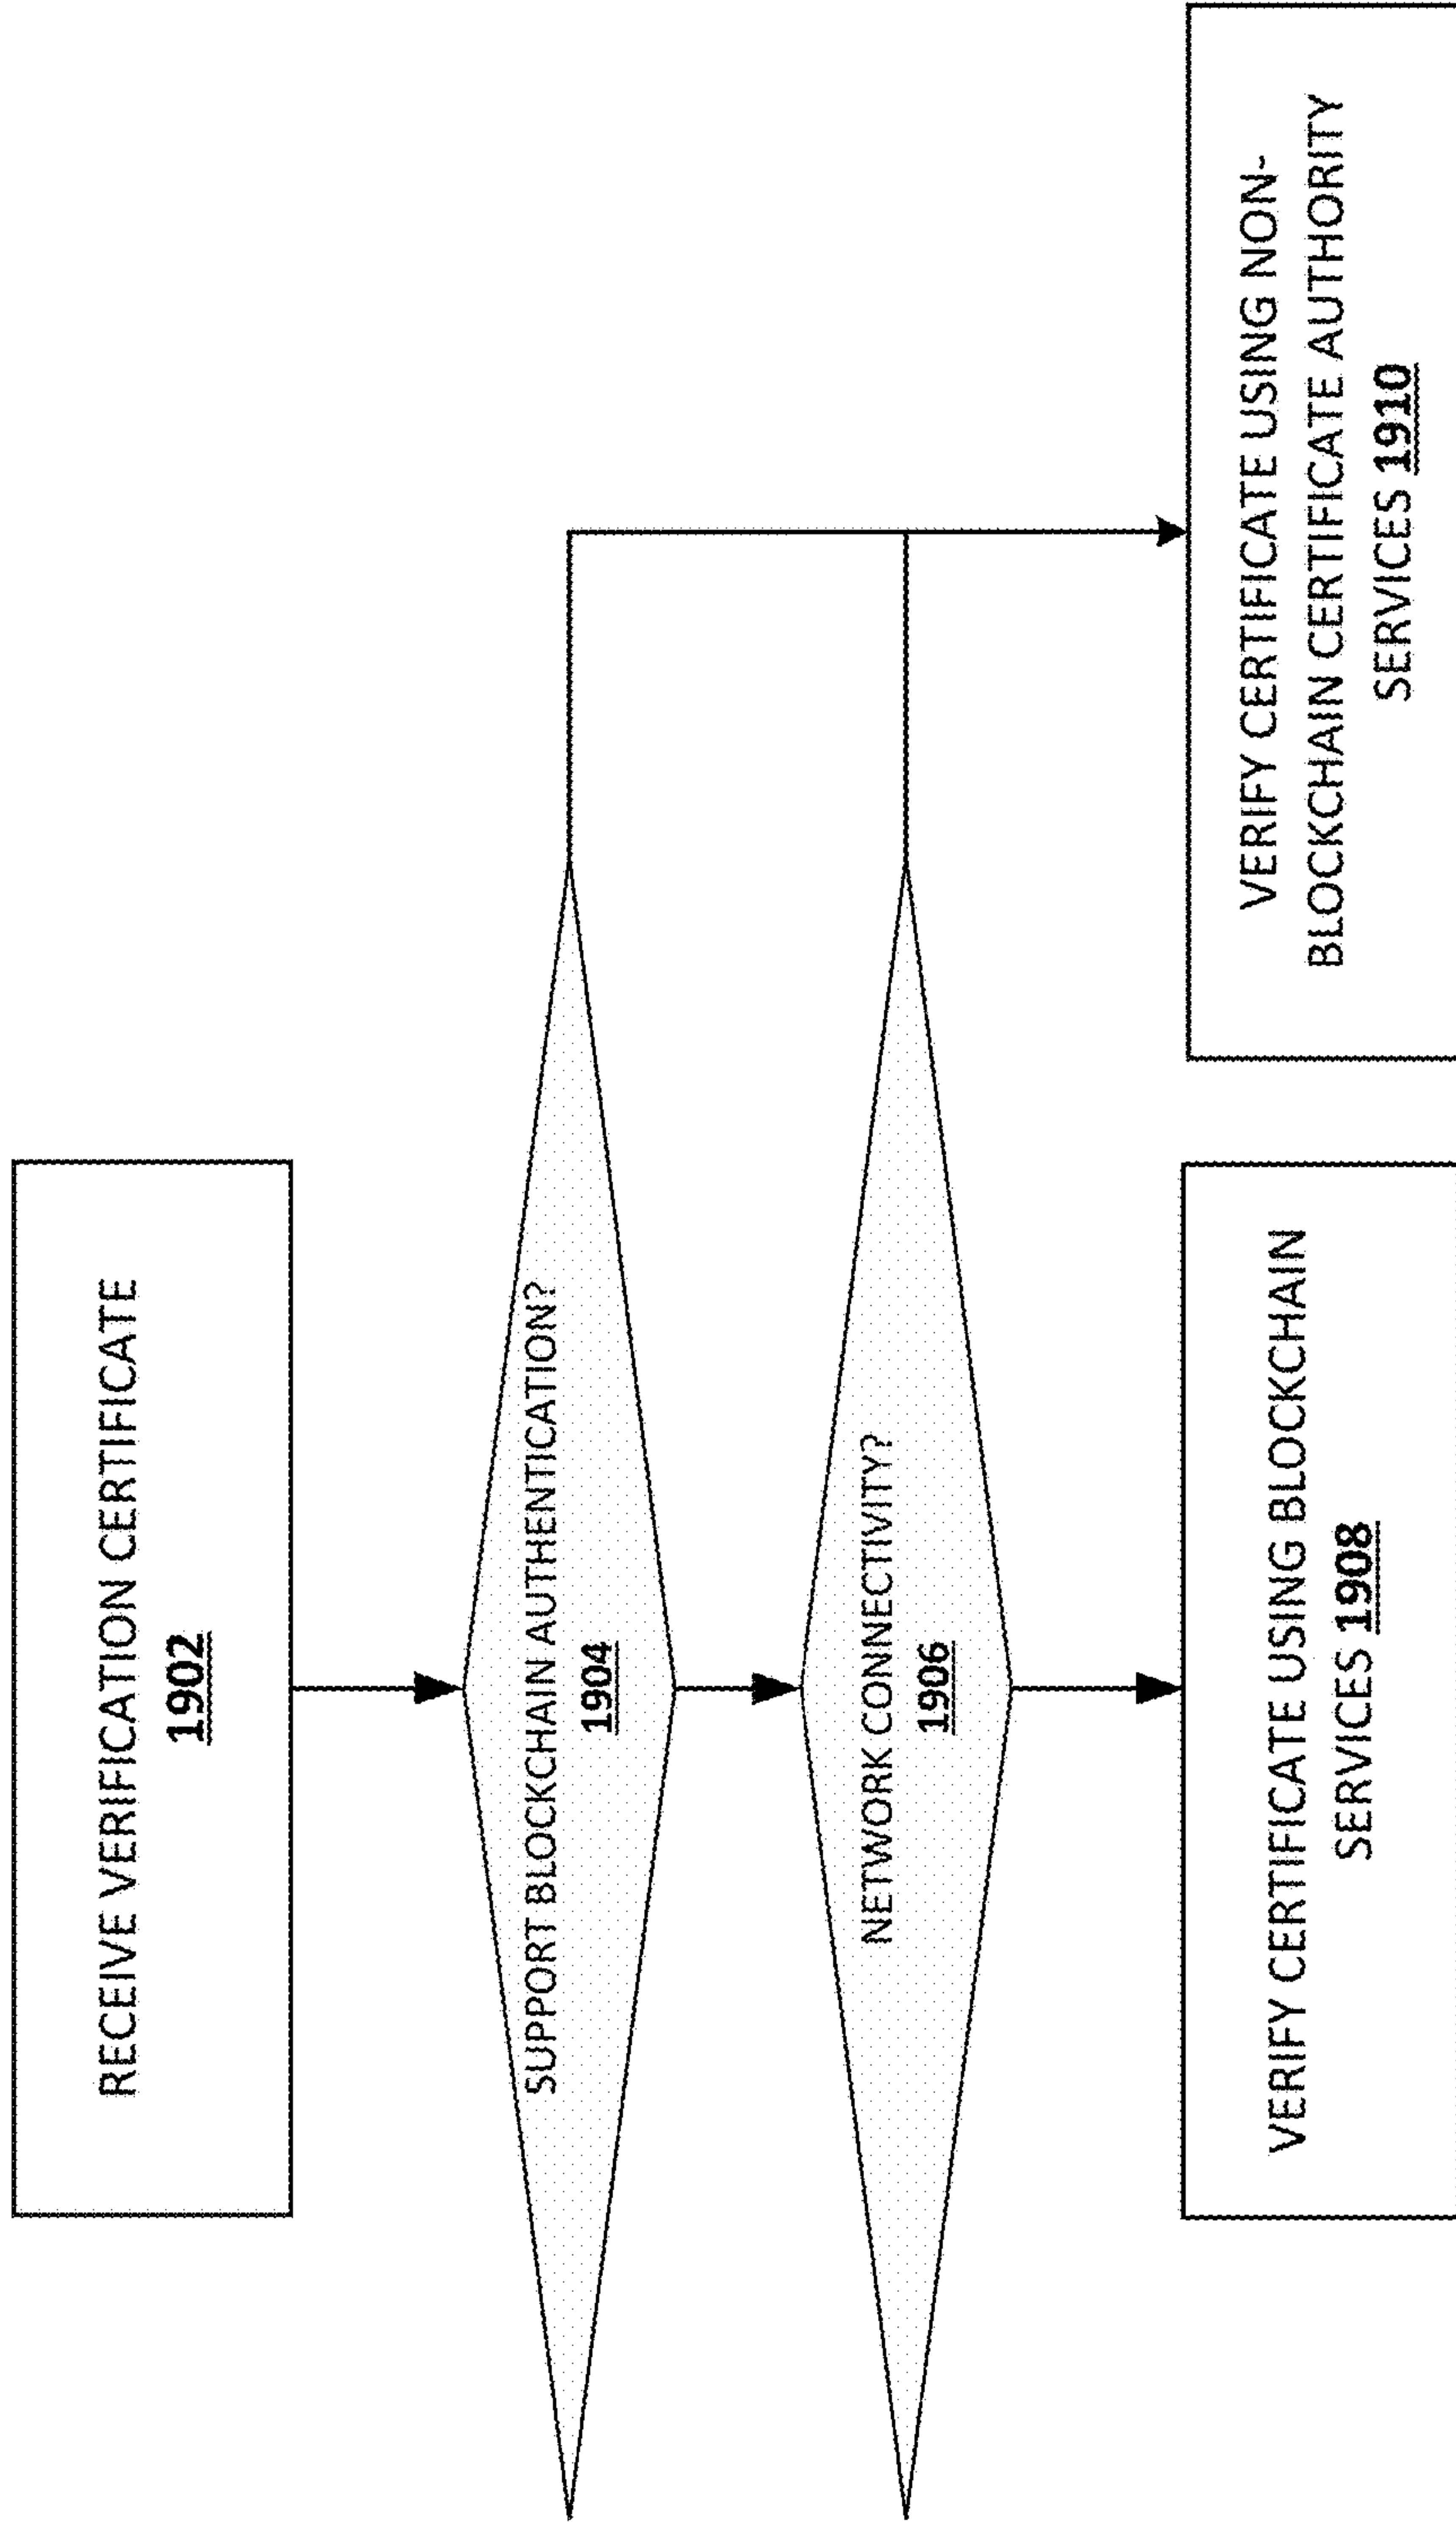 RECEIVE VERIFICATION CERTIFICATE
1902
SUPPORT BLOCKCHAIN AUTHENTICATION?
1904
NETWORK CONNECTIVITY?
1906
VERIFY CERTIFICATE USING BLOCKCHAIN
SERVICES 1908
VERIFY CERTIFICATE USING NON-
BLOCKCHAIN CERTIFICATE AUTHORITY
SERVICES 1910